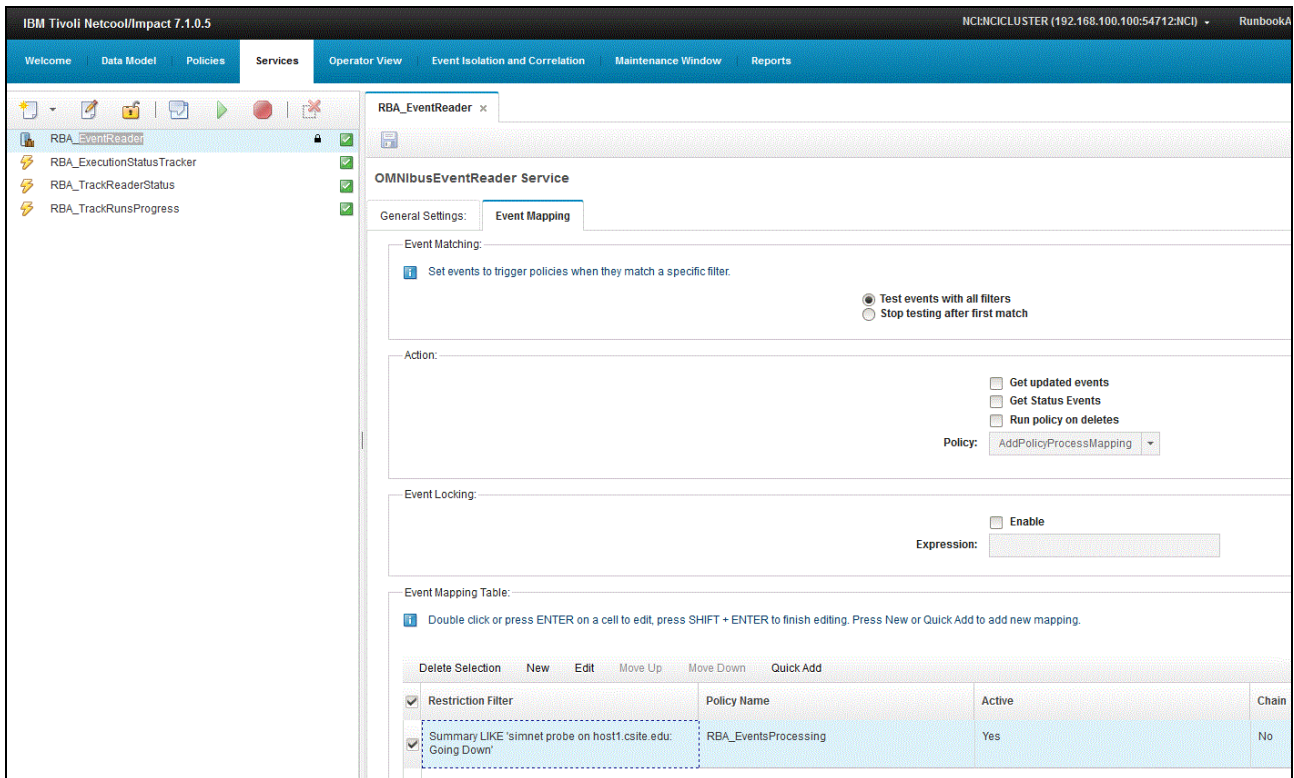 IBM Tivoli Netcool/Impact 7.1.0.5
NCI:NCICLUSTER (192.168.100.100:54712:NCI)
RunbookA
Welcome
Data Model
Policies
Services
Operator View
Event Isolation and Correlation
Maintenance Window
Reports
RBA_EventReader
RBA_ExecutionStatusTracker
RBA_TrackReaderStatus
RBA_TrackRunsProgress
RBA_EventReader
OMNIbusEventReader Service
General Settings:
Event Mapping
Event Matching:
Set events to trigger policies when they match a specific filter.
Test events with all filters
Stop testing after first match
Action:
Get updated events
Get Status Events
Run policy on deletes
Policy:
AddPolicyProcessMapping
Event Locking:
Enable
Expression:
Event Mapping Table:
Double click or press ENTER on a cell to edit, press SHIFT + ENTER to finish editing. Press New or Quick Add to add new mapping.
Delete Selection
New
Edit
Move Up
Move Down
Quick Add
Restriction Filter
Policy Name
Active
Chain
Summary LIKE 'simnet probe on host1.csite.edu:
Going Down'
RBA_EventsProcessing
Yes
No